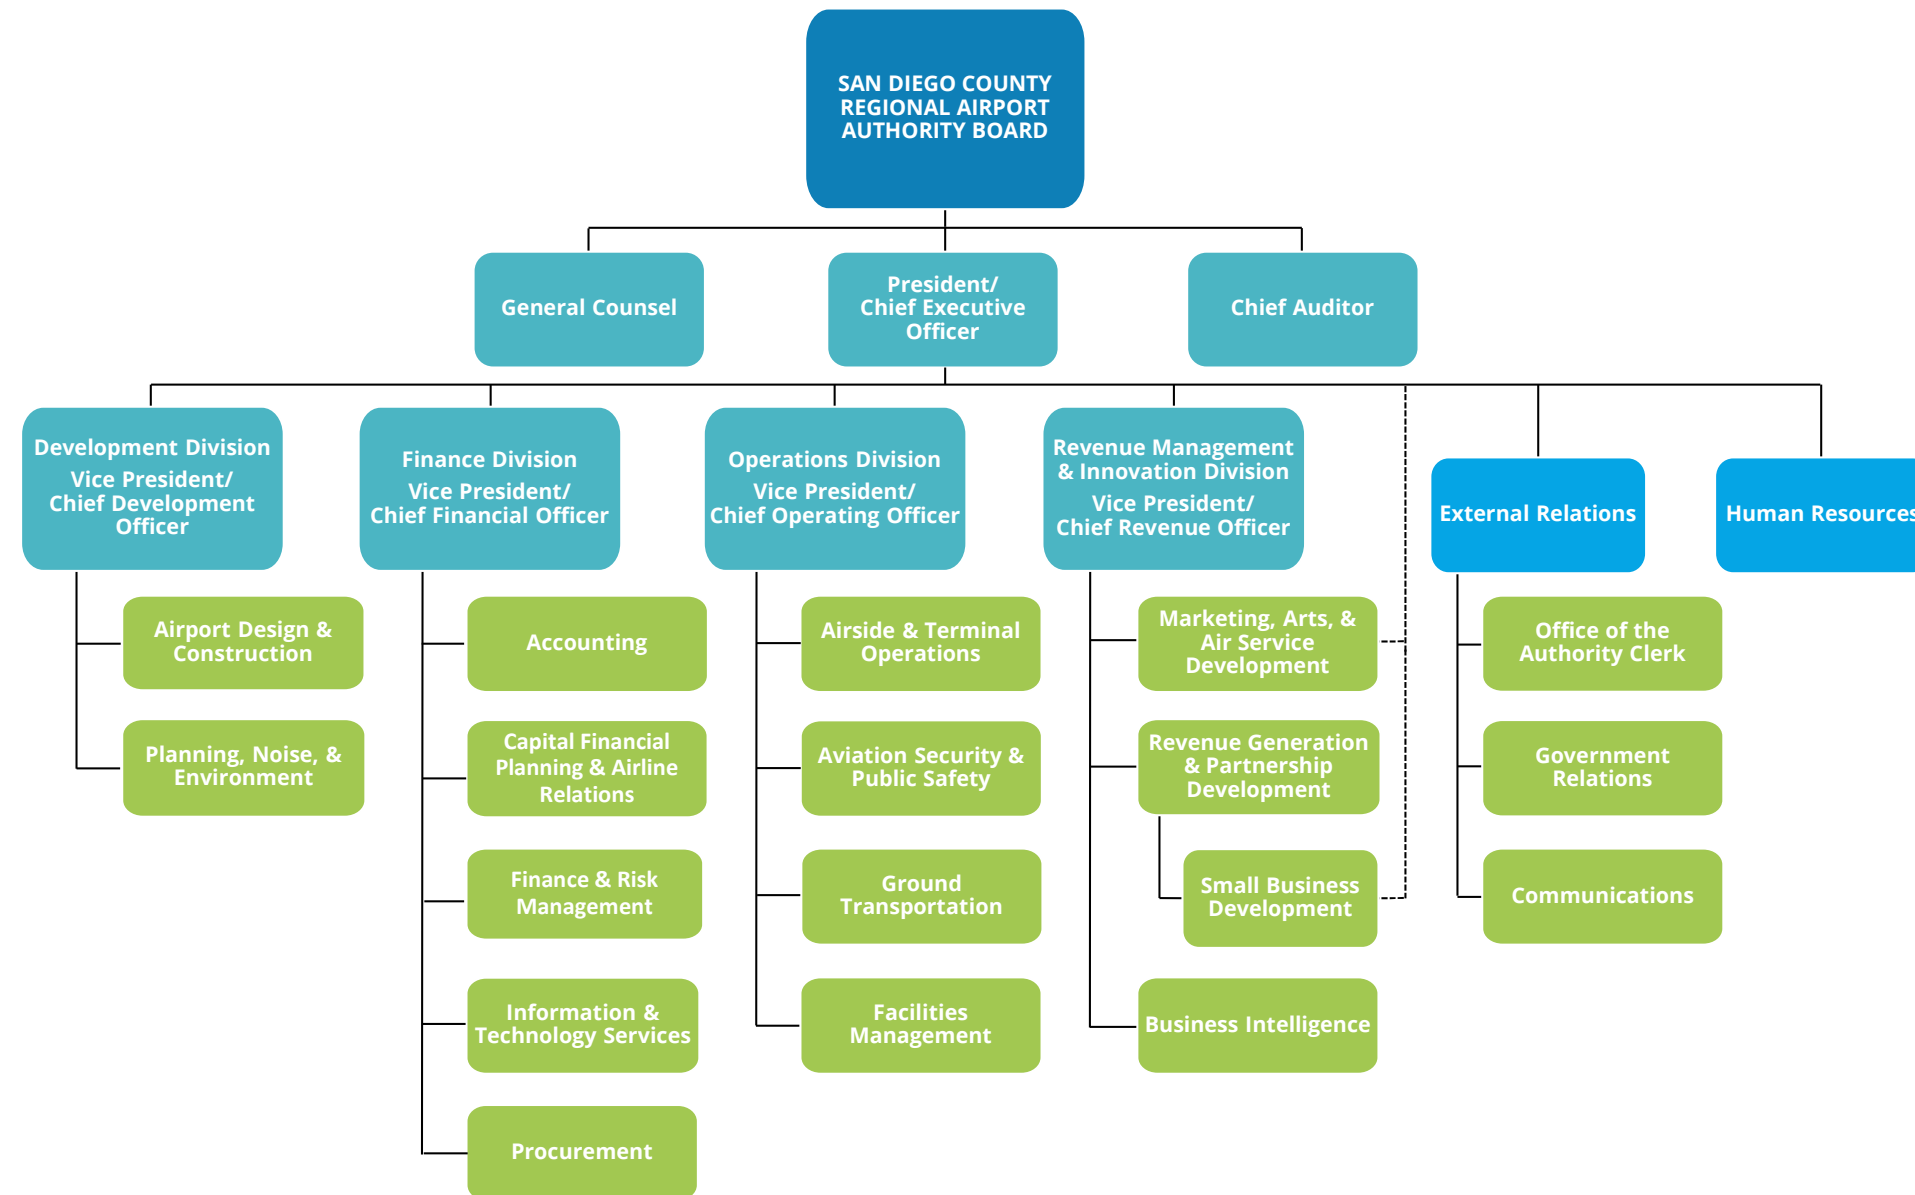 SAN DIEGO COUNTY
REGIONAL AIRPORT
AUTHORITY BOARD
General Counsel
President/
Chief Executive
Officer
Chief Auditor
Development Division
Vice President/
Chief Development
Officer
Finance Division
Vice President/
Chief Financial Officer
Operations Division
Vice President/
Chief Operating Officer
Revenue Management
& Innovation Division
Vice President/
Chief Revenue Officer
External Relations
Human Resources
Airport Design &
Construction
Planning, Noise, &
Environment
Accounting
Capital Financial
Planning & Airline
Relations
Finance & Risk
Management
Information &
Technology Services
Procurement
Airside & Terminal
Operations
Aviation Security &
Public Safety
Ground
Transportation
Facilities
Management
Marketing, Arts, &
Air Service
Development
Revenue Generation
& Partnership
Development
Small Business
Development
Business Intelligence
Office of the
Authority Clerk
Government
Relations
Communications